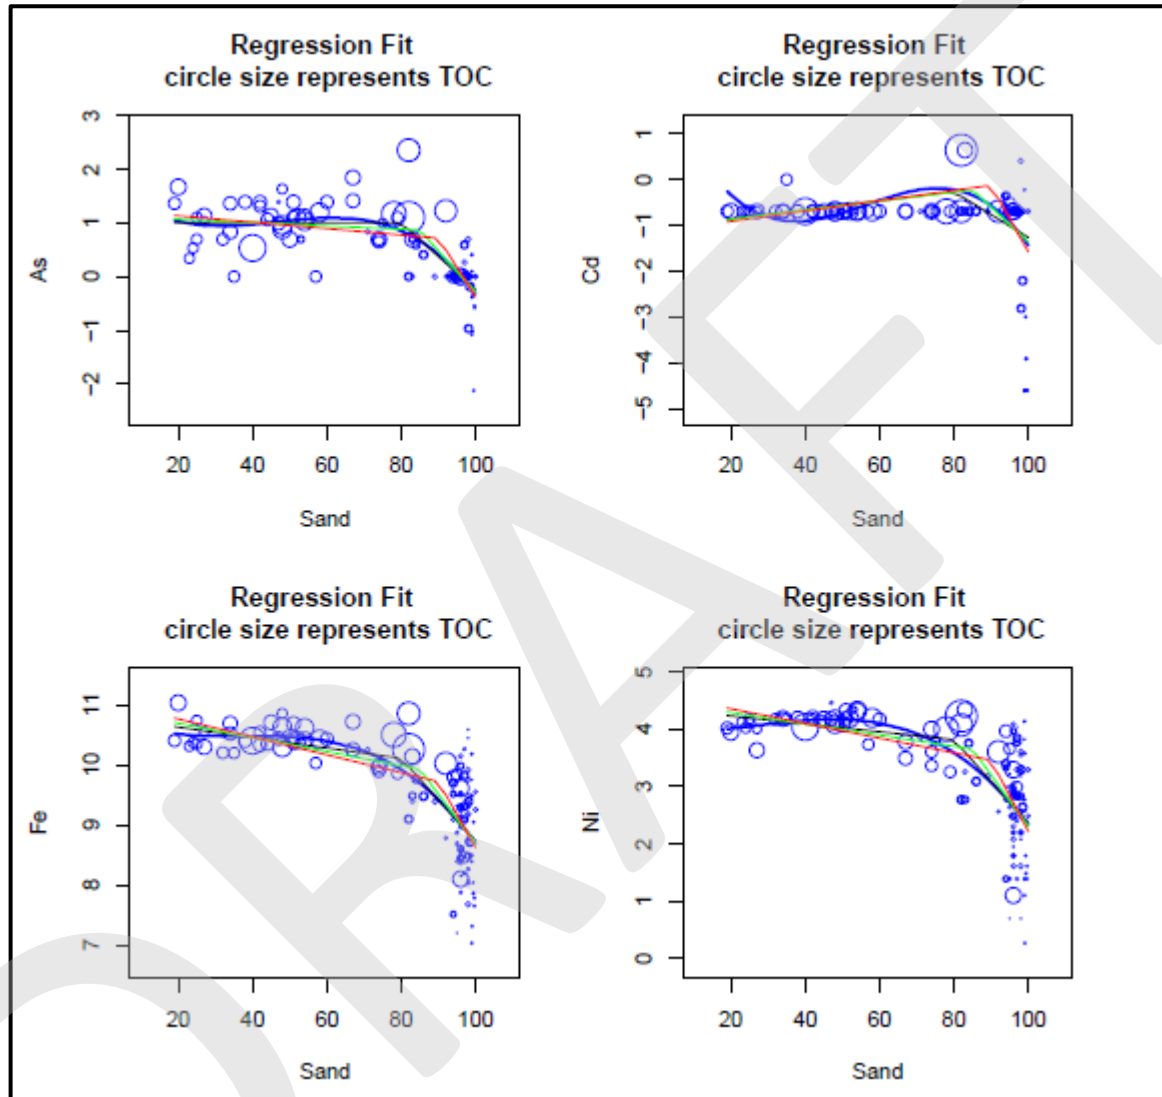 Regression Fit
circle size represents TOC
3
2
1
0
−1
−2
As
20 40 60 80 100
Sand
Regression Fit
circle size represents TOC
1
0
−1
−2
−3
−4
−5
Cd
20 40 60 80 100
Sand
Regression Fit
circle size represents TOC
11
10
9
8
7
Fe
20 40 60 80 100
Sand
Regression Fit
circle size represents TOC
5
4
3
2
1
0
Ni
20 40 60 80 100
Sand
DRAFT